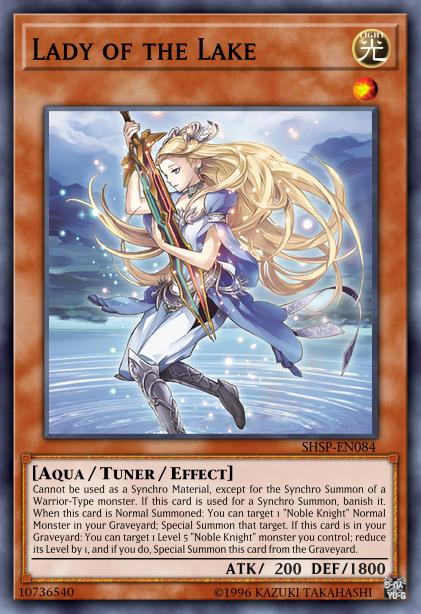 LADY OF THE LAKE
LIGHT
光
SHSP-EN084
[AQUA / TUNER / EFFECT]
Cannot be used as a Synchro Material, except for the Synchro Summon of a
Warrior-Type monster. If this card is used for a Synchro Summon, banish it.
When this card is Normal Summoned: You can target 1 "Noble Knight" Normal
Monster in your Graveyard; Special Summon that target. If this card is in your
Graveyard: You can target 1 Level 5 "Noble Knight" monster you control; reduce
its Level by 1, and if you do, Special Summon this card from the Graveyard.
ATK/ 200 DEF/1800
10736540
©1996 KAZUKI TAKAHASHI